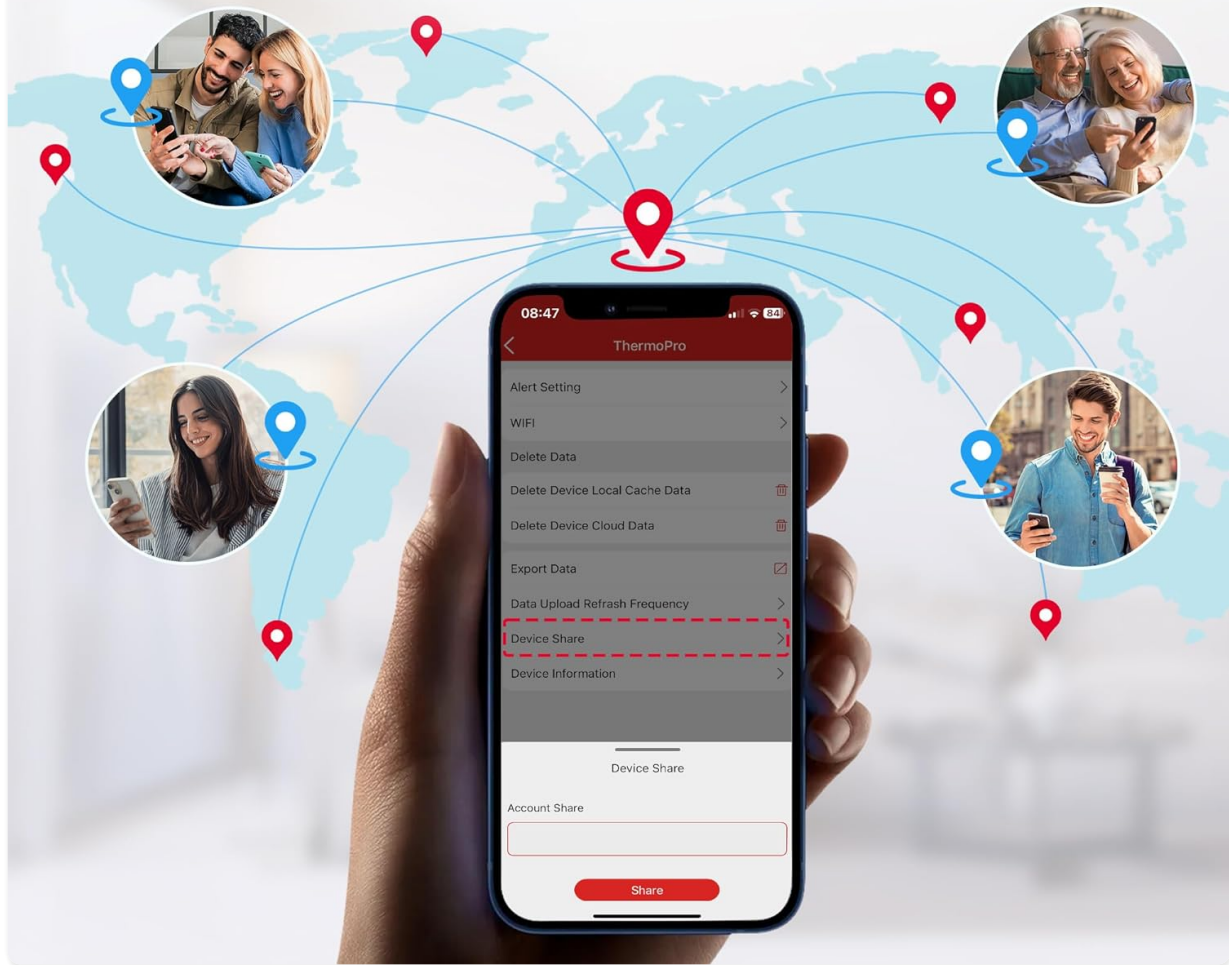 08:47
84
ThermoPro
Alert Setting
WIFI
Delete Data
Delete Device Local Cache Data
Delete Device Cloud Data
Export Data
Data Upload Refrash Frequency
Device Share
Device Information
Device Share
Account Share
Share